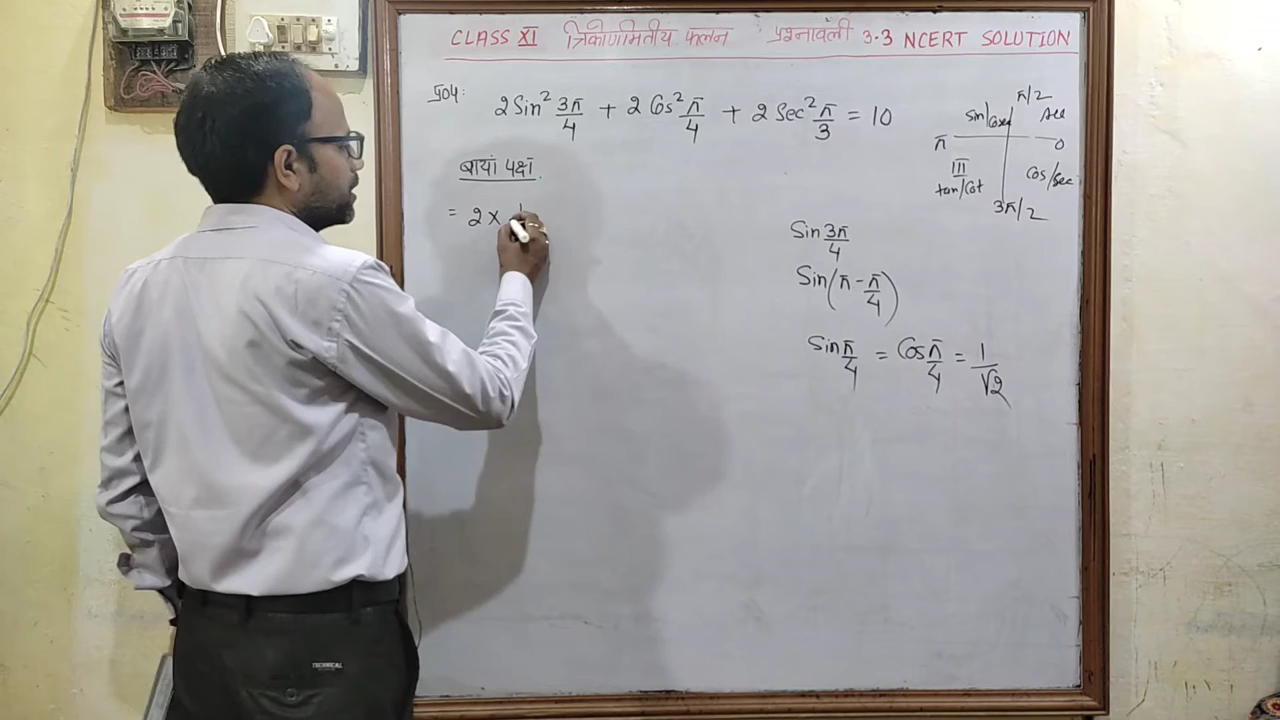 CLASS XI त्रिकोणमितीय फलन प्रश्नावली 3.3 NCERT SOLUTION
प्र04: 2 Sin² 3π/4 + 2 Cos² π/4 + 2 Sec² π/3 = 10
बायां पक्ष
= 2 ×
π/2
sin/Cosec
π 0
III
tan/Cot
Cos/Sec
3π/2
Sin 3π/4
Sin(π - π/4)
Sin π/4 = Cos π/4 = 1/√2
TECHNICAL